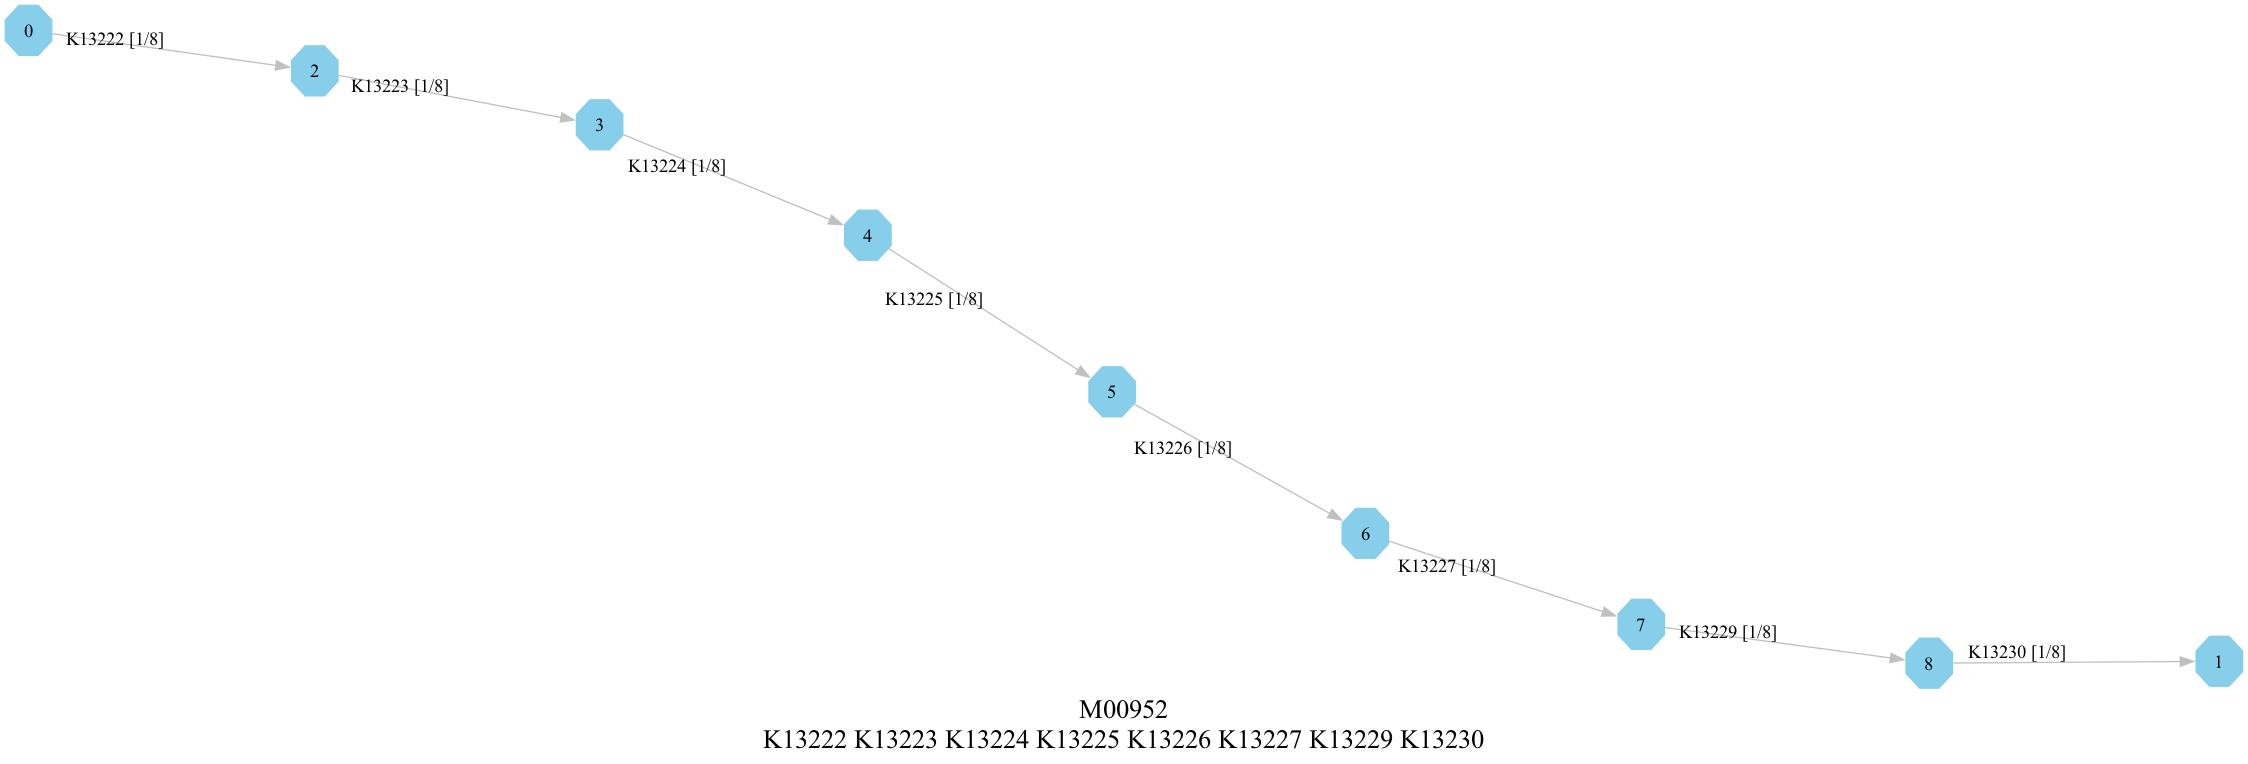 0
K13222 [1/8]
2
K13223 [1/8]
3
K13224 [1/8]
4
K13225 [1/8]
5
K13226 [1/8]
6
K13227 [1/8]
7
K13229 [1/8]
8
K13230 [1/8]
1
M00952
K13222 K13223 K13224 K13225 K13226 K13227 K13229 K13230